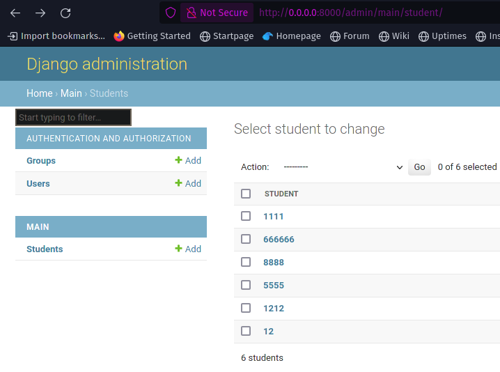 Not Secure http://0.0.0.0:8000/admin/main/student/
Import bookmarks... Getting Started Startpage Homepage Forum Wiki Uptimes Ins
Django administration
Home › Main › Students
Start typing to filter...
AUTHENTICATION AND AUTHORIZATION
Groups + Add
Users + Add
MAIN
Students + Add
Select student to change
Action: --------- Go 0 of 6 selected
STUDENT
1111
666666
8888
5555
1212
12
6 students